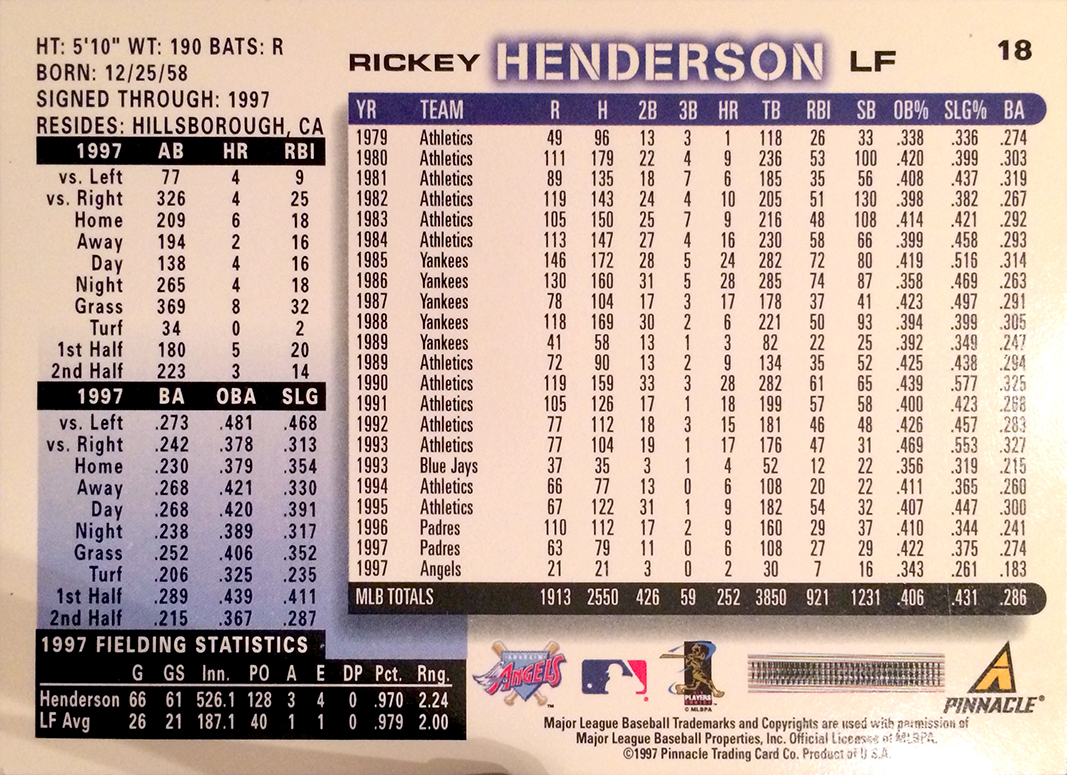 HT: 5'10" WT: 190 BATS: R
BORN: 12/25/58
SIGNED THROUGH: 1997
RESIDES: HILLSBOROUGH, CA
1997 AB HR RBI
vs. Left 77 4 9
vs. Right 326 4 25
Home 209 6 18
Away 194 2 16
Day 138 4 16
Night 265 4 18
Grass 369 8 32
Turf 34 0 2
1st Half 180 5 20
2nd Half 223 3 14
1997 BA OBA SLG
vs. Left .273 .481 .468
vs. Right .242 .378 .313
Home .230 .379 .354
Away .268 .421 .330
Day .268 .420 .391
Night .238 .389 .317
Grass .252 .406 .352
Turf .206 .325 .235
1st Half .289 .439 .411
2nd Half .215 .367 .287
1997 FIELDING STATISTICS
G GS Inn. PO A E DP Pct. Rng.
Henderson 66 61 526.1 128 3 4 0 .970 2.24
LF Avg 26 21 187.1 40 1 1 0 .979 2.00
RICKEY HENDERSON LF 18
YR TEAM R H 2B 3B HR TB RBI SB OB% SLG% BA
1979 Athletics 49 96 13 3 1 118 26 33 .338 .336 .274
1980 Athletics 111 179 22 4 9 236 53 100 .420 .399 .303
1981 Athletics 89 135 18 7 6 185 35 56 .408 .437 .319
1982 Athletics 119 143 24 4 10 205 51 130 .398 .382 .267
1983 Athletics 105 150 25 7 9 216 48 108 .414 .421 .292
1984 Athletics 113 147 27 4 16 230 58 66 .399 .458 .293
1985 Yankees 146 172 28 5 24 282 72 80 .419 .516 .314
1986 Yankees 130 160 31 5 28 285 74 87 .358 .469 .263
1987 Yankees 78 104 17 3 17 178 37 41 .423 .497 .291
1988 Yankees 118 169 30 2 6 221 50 93 .394 .399 .305
1989 Yankees 41 58 13 1 3 82 22 25 .392 .349 .247
1989 Athletics 72 90 13 2 9 134 35 52 .425 .438 .294
1990 Athletics 119 159 33 3 28 282 61 65 .439 .577 .325
1991 Athletics 105 126 17 1 18 199 57 58 .400 .423 .268
1992 Athletics 77 112 18 3 15 181 46 48 .426 .457 .283
1993 Athletics 77 104 19 1 17 176 47 31 .469 .553 .327
1993 Blue Jays 37 35 3 1 4 52 12 22 .356 .319 .215
1994 Athletics 66 77 13 0 6 108 20 22 .411 .365 .260
1995 Athletics 67 122 31 1 9 182 54 32 .407 .447 .300
1996 Padres 110 112 17 2 9 160 29 37 .410 .344 .241
1997 Padres 63 79 11 0 6 108 27 29 .422 .375 .274
1997 Angels 21 21 3 0 2 30 7 16 .343 .261 .183
MLB TOTALS 1913 2550 426 59 252 3850 921 1231 .406 .431 .286
ANAHEIM
ANGELS
TM
PLAYERS
CHOICE
© MLBPA
PINNACLE®
Major League Baseball Trademarks and Copyrights are used with permission of
Major League Baseball Properties, Inc. Official Licensee of MLBPA.
©1997 Pinnacle Trading Card Co. Product of U.S.A.